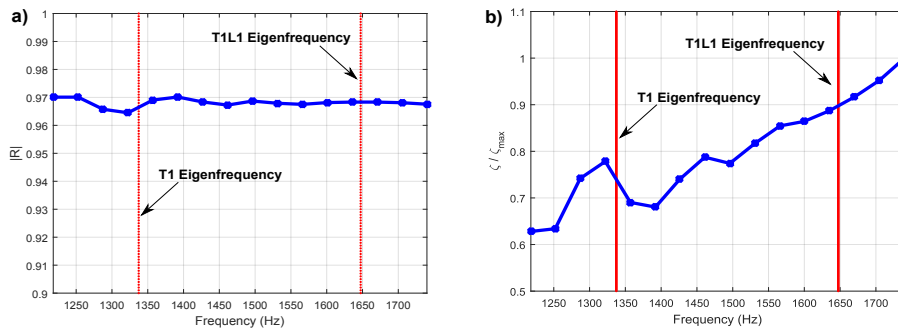 a)
1
0.99
0.98
0.97
0.96
0.95
0.94
0.93
0.92
0.91
0.9
|R|
T1L1 Eigenfrequency
T1 Eigenfrequency
1250 1300 1350 1400 1450 1500 1550 1600 1650 1700
Frequency (Hz)
b)
1.1
1
0.9
0.8
0.7
0.6
0.5
ζ / ζmax
T1L1 Eigenfrequency
T1 Eigenfrequency
1250 1300 1350 1400 1450 1500 1550 1600 1650 1700
Frequency (Hz)